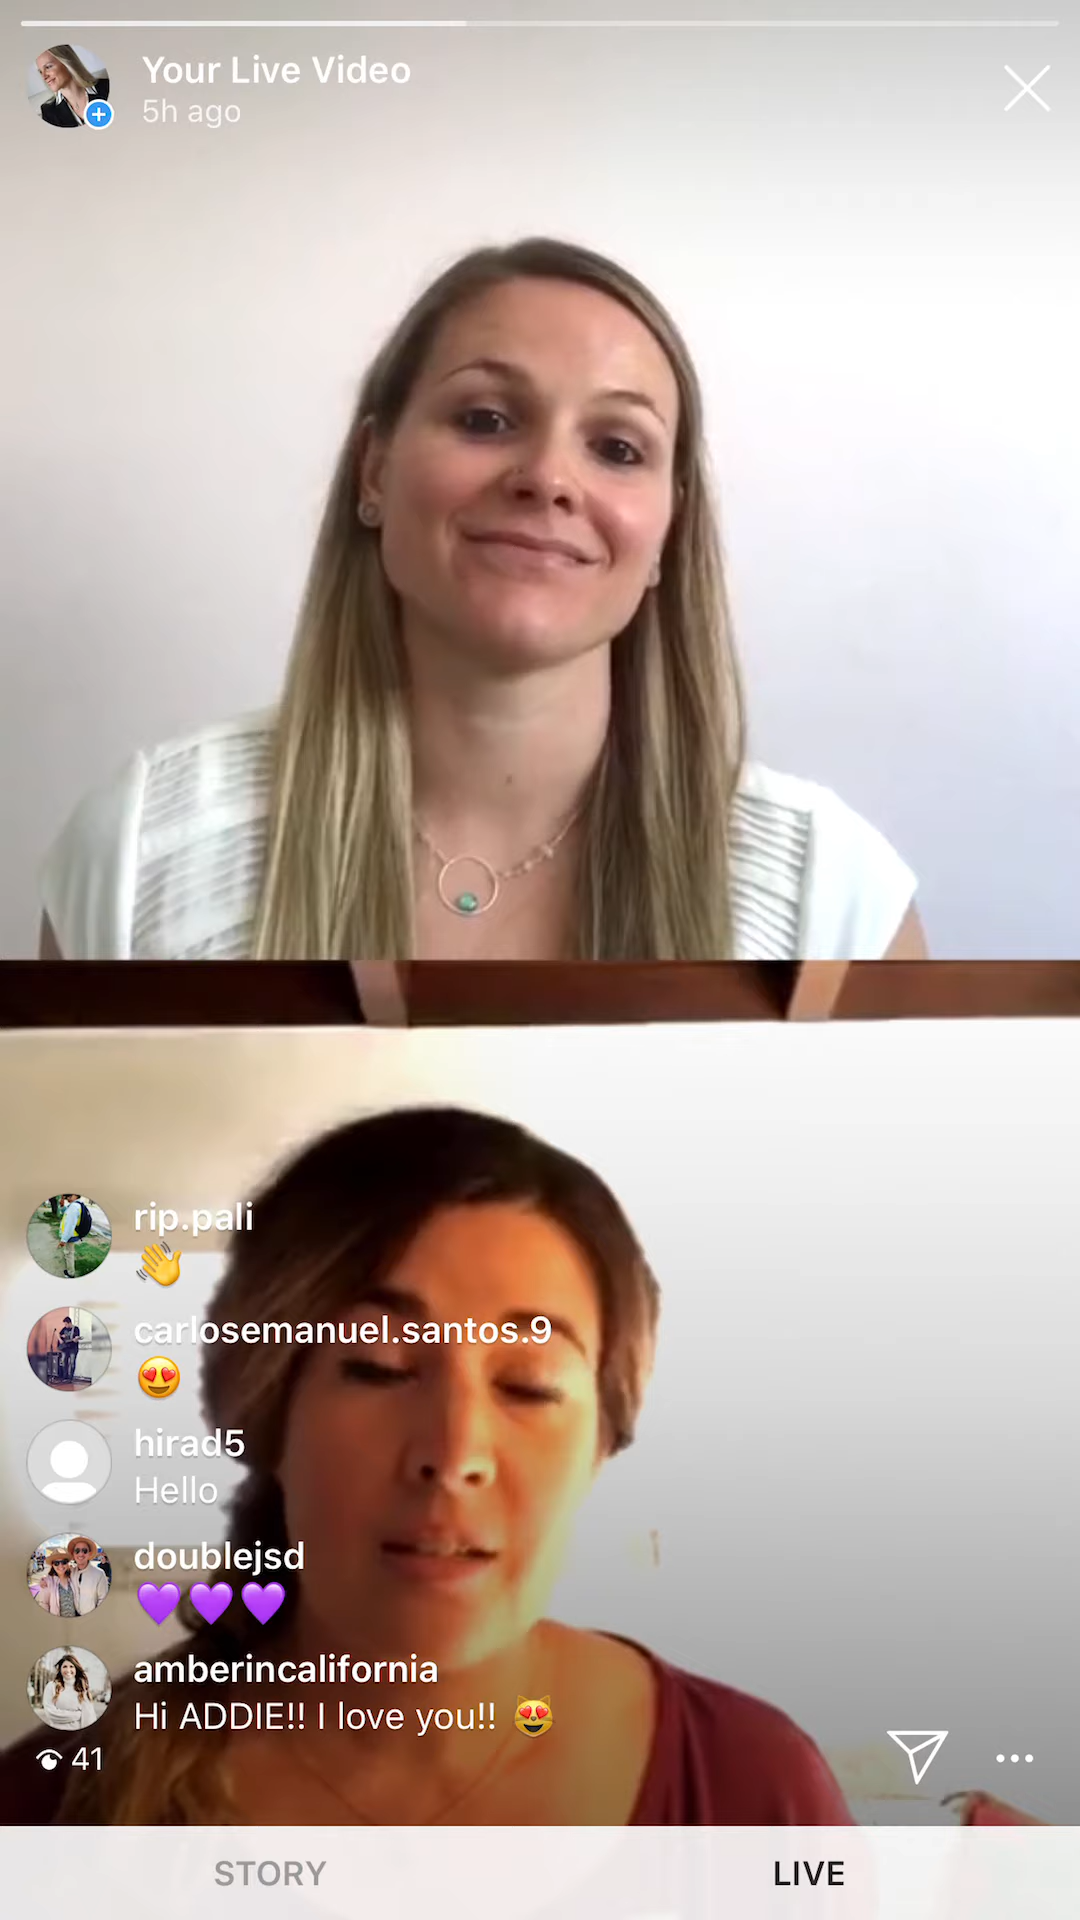 Your Live Video
5h ago
rip.pali
👋
carlosemanuel.santos.9
😍
hirad5
Hello
doublejsd
💜💜💜
amberincalifornia
Hi ADDIE!! I love you!! 😻
41
STORY
LIVE